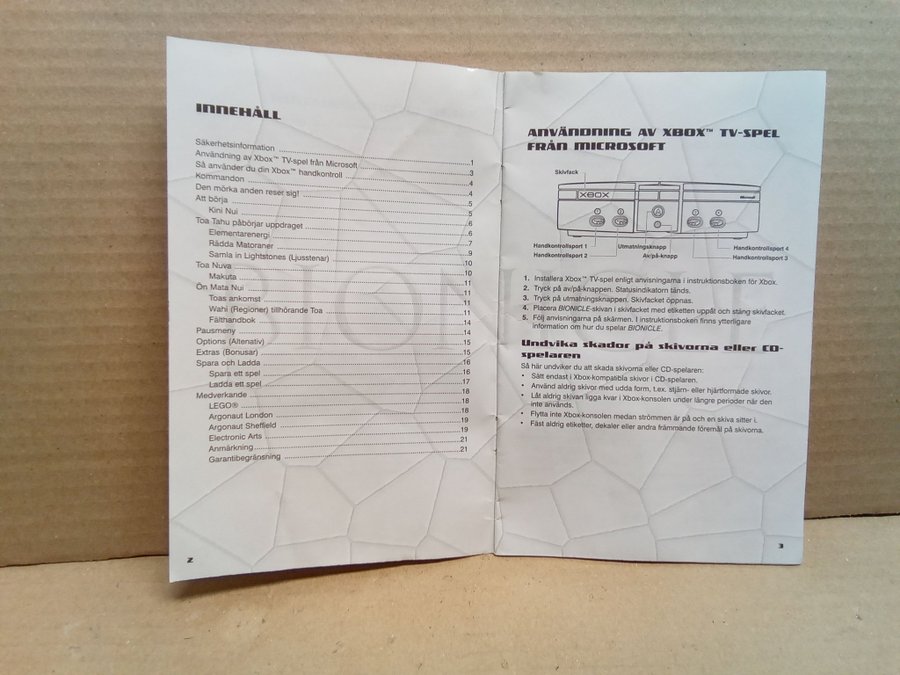 INNEHÅLL
Säkerhetsinformation ....1
Användning av Xbox™ TV-spel från Microsoft ....3
Så använder du din Xbox™ handkontroll ....4
Kommandon ....4
Den mörka anden reser sig! ....5
Att börja ....5
Kini Nui ....6
Toa Tahu påbörjar uppdraget ....6
Elementarenergi ....7
Rädda Matoraner ....9
Samla in Lightstones (Ljusstenar) ....10
Toa Nuva ....10
Makuta ....11
Ön Mata Nui ....11
Toas ankomst ....11
Wahi (Regioner) tillhörande Toa ....11
Fälthandbok ....14
Pausmeny ....14
Options (Altenativ) ....15
Extras (Bonusar) ....15
Spara och Ladda ....16
Spara ett spel ....16
Ladda ett spel ....17
Medverkande ....18
LEGO® ....18
Argonaut London ....18
Argonaut Sheffield ....19
Electronic Arts ....19
Anmärkning ....21
Garantibegränsning ....21
BIONICLE
2
ANVÄNDNING AV XBOX™ TV-SPEL
FRÅN MICROSOFT
Skivfack
XBOX
Microsoft
Handkontrollsport 1
Utmatningsknapp
Handkontrollsport 4
Handkontrollsport 2
Av/på-knapp
Handkontrollsport 3
1. Installera Xbox™ TV-spel enligt anvisningarna i instruktionsboken för Xbox.
2. Tryck på av/på-knappen. Statusindikatorn tänds.
3. Tryck på utmatningsknappen. Skivfacket öppnas.
4. Placera BIONICLE-skivan i skivfacket med etiketten uppåt och stäng skivfacket.
5. Följ anvisningarna på skärmen. I instruktionsboken finns ytterligare
information om hur du spelar BIONICLE.
Undvika skador på skivorna eller CD-
spelaren
Så här undviker du att skada skivorna eller CD-spelaren:
• Sätt endast i Xbox-kompatibla skivor i CD-spelaren.
• Använd aldrig skivor med udda form, t.ex. stjärn- eller hjärtformade skivor.
• Låt aldrig skivan ligga kvar i Xbox-konsolen under längre perioder när den
inte används.
• Flytta inte Xbox-konsolen medan strömmen är på och en skiva sitter i.
• Fäst aldrig etiketter, dekaler eller andra främmande föremål på skivorna.
3